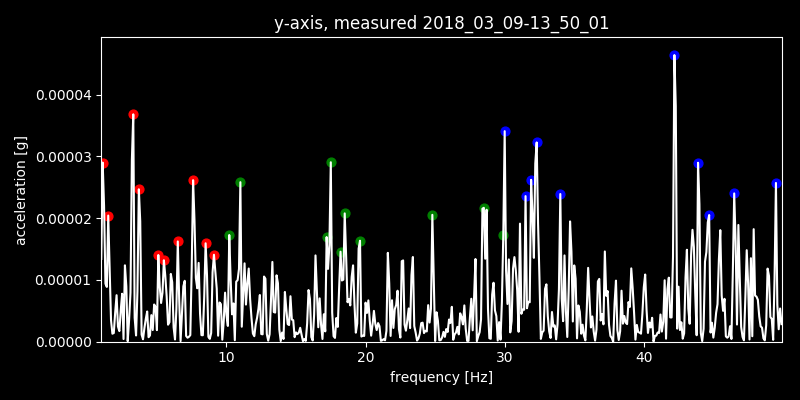 y-axis, measured 2018_03_09-13_50_01
0.00004
0.00003
0.00002
0.00001
0.00000
acceleration [g]
10 20 30 40
frequency [Hz]